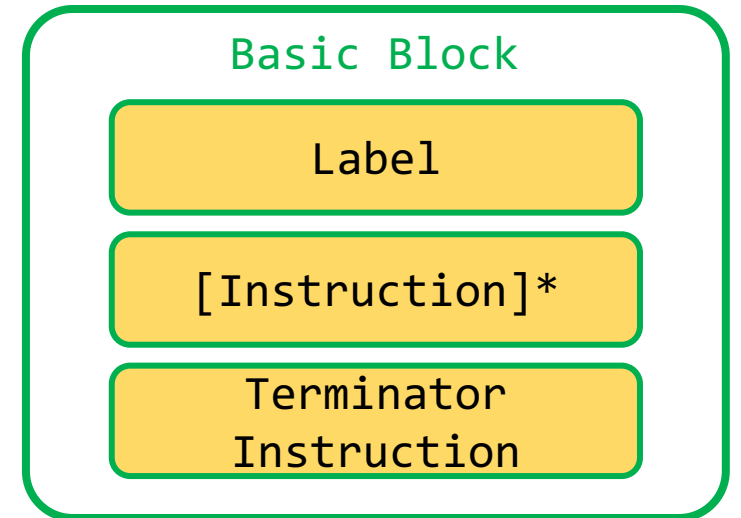 Basic Block
Label
[Instruction]*
Terminator
Instruction